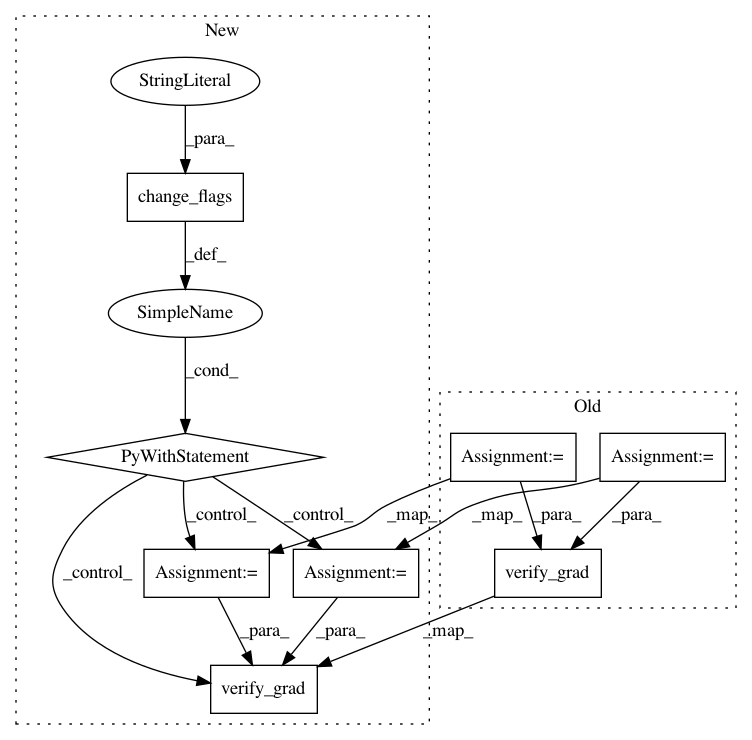 New
StringLiteral
_para_
change_flags
_def_
SimpleName
_cond_
Old
PyWithStatement
Assignment:=
Assignment:=
_control_
_control_
_map_
_map_
_para_
_para_
_control_
Assignment:=
Assignment:=
verify_grad
_para_
_para_
_map_
verify_grad